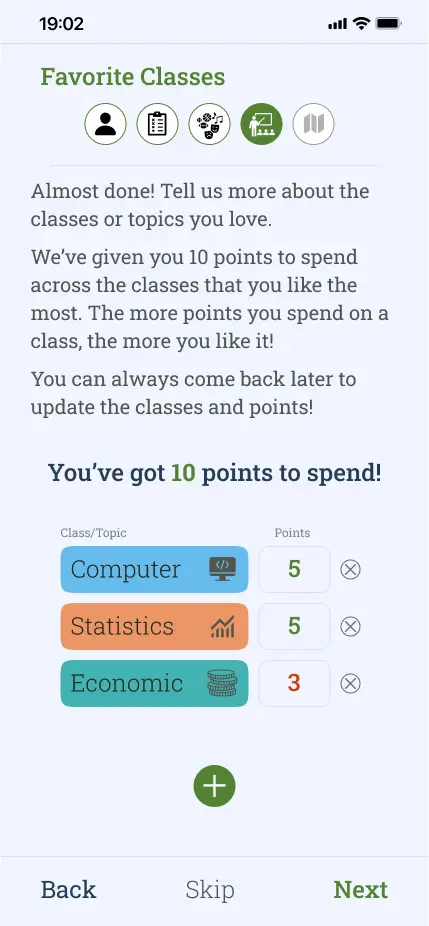 19:02
Favorite Classes
Almost done! Tell us more about the
classes or topics you love.
We’ve given you 10 points to spend
across the classes that you like the
most. The more points you spend on a
class, the more you like it!
You can always come back later to
update the classes and points!
You’ve got 10 points to spend!
Class/Topic Points
Computer 5
Statistics 5
Economic 3
Back Skip Next